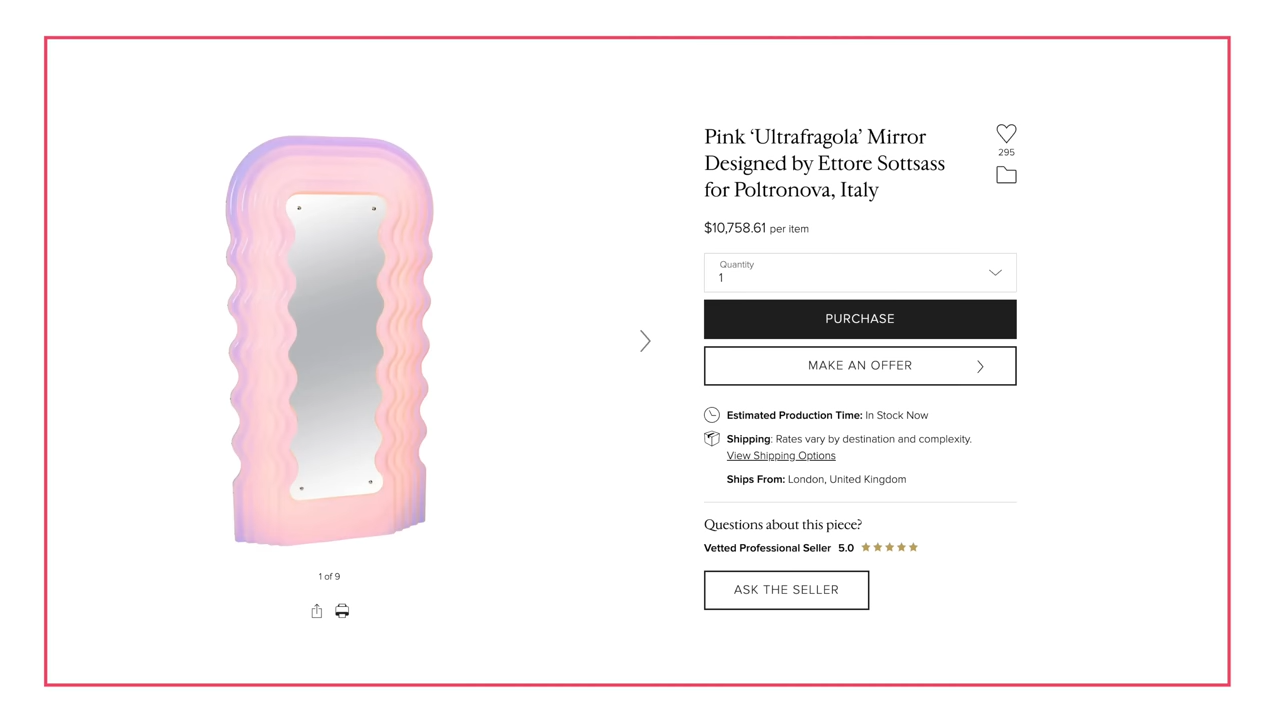 Pink ‘Ultrafragola’ Mirror
Designed by Ettore Sottsass
for Poltronova, Italy
295
$10,758.61 per item
Quantity
1
PURCHASE
MAKE AN OFFER
Estimated Production Time: In Stock Now
Shipping: Rates vary by destination and complexity.
View Shipping Options
Ships From: London, United Kingdom
Questions about this piece?
Vetted Professional Seller 5.0
ASK THE SELLER
1 of 9